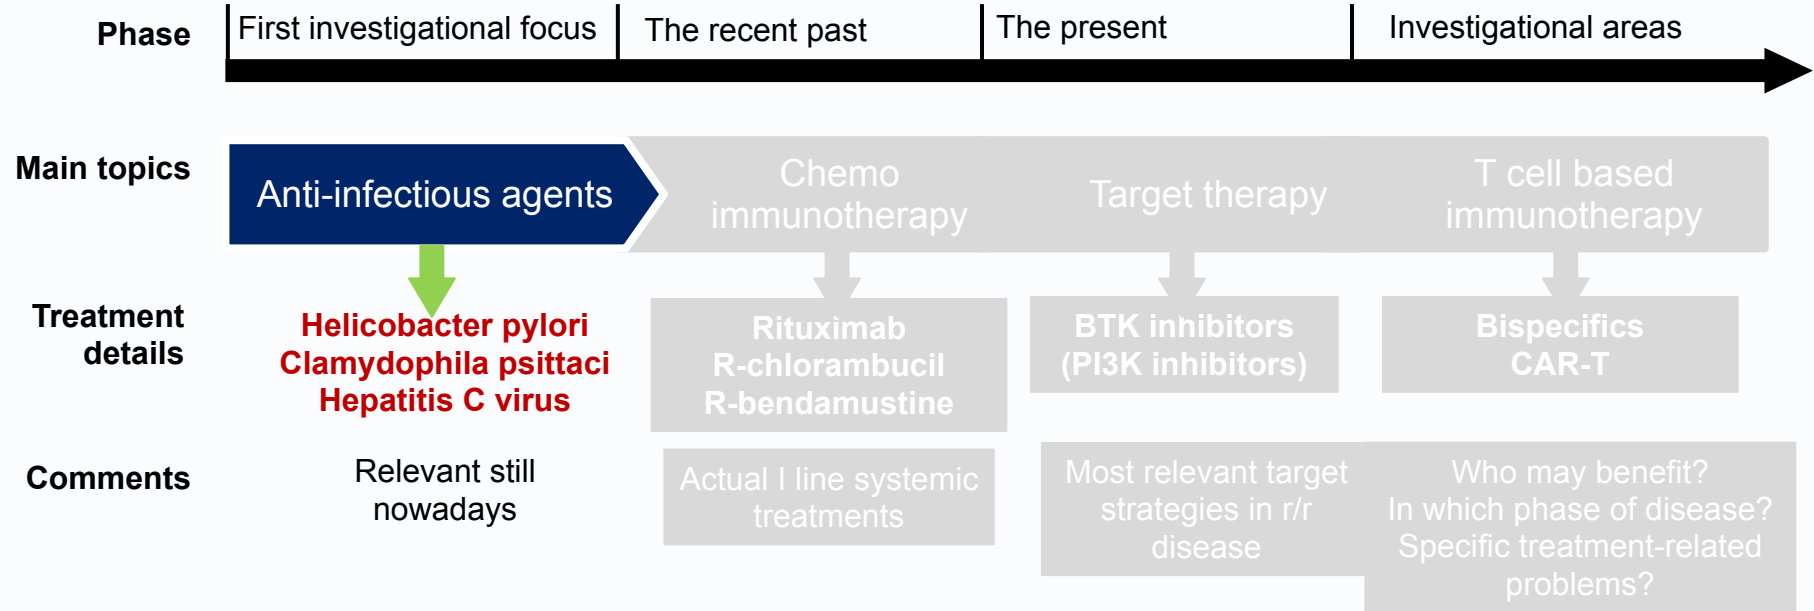 Phase
First investigational focus
The recent past
The present
Investigational areas
Main topics
Anti-infectious agents
Chemo
immunotherapy
Target therapy
T cell based
immunotherapy
Treatment
details
Helicobacter pylori
Clamydophila psittaci
Hepatitis C virus
Rituximab
R-chlorambucil
R-bendamustine
BTK inhibitors
(PI3K inhibitors)
Bispecifics
CAR-T
Comments
Relevant still
nowadays
Actual I line systemic
treatments
Most relevant target
strategies in r/r
disease
Who may benefit?
In which phase of disease?
Specific treatment-related
problems?